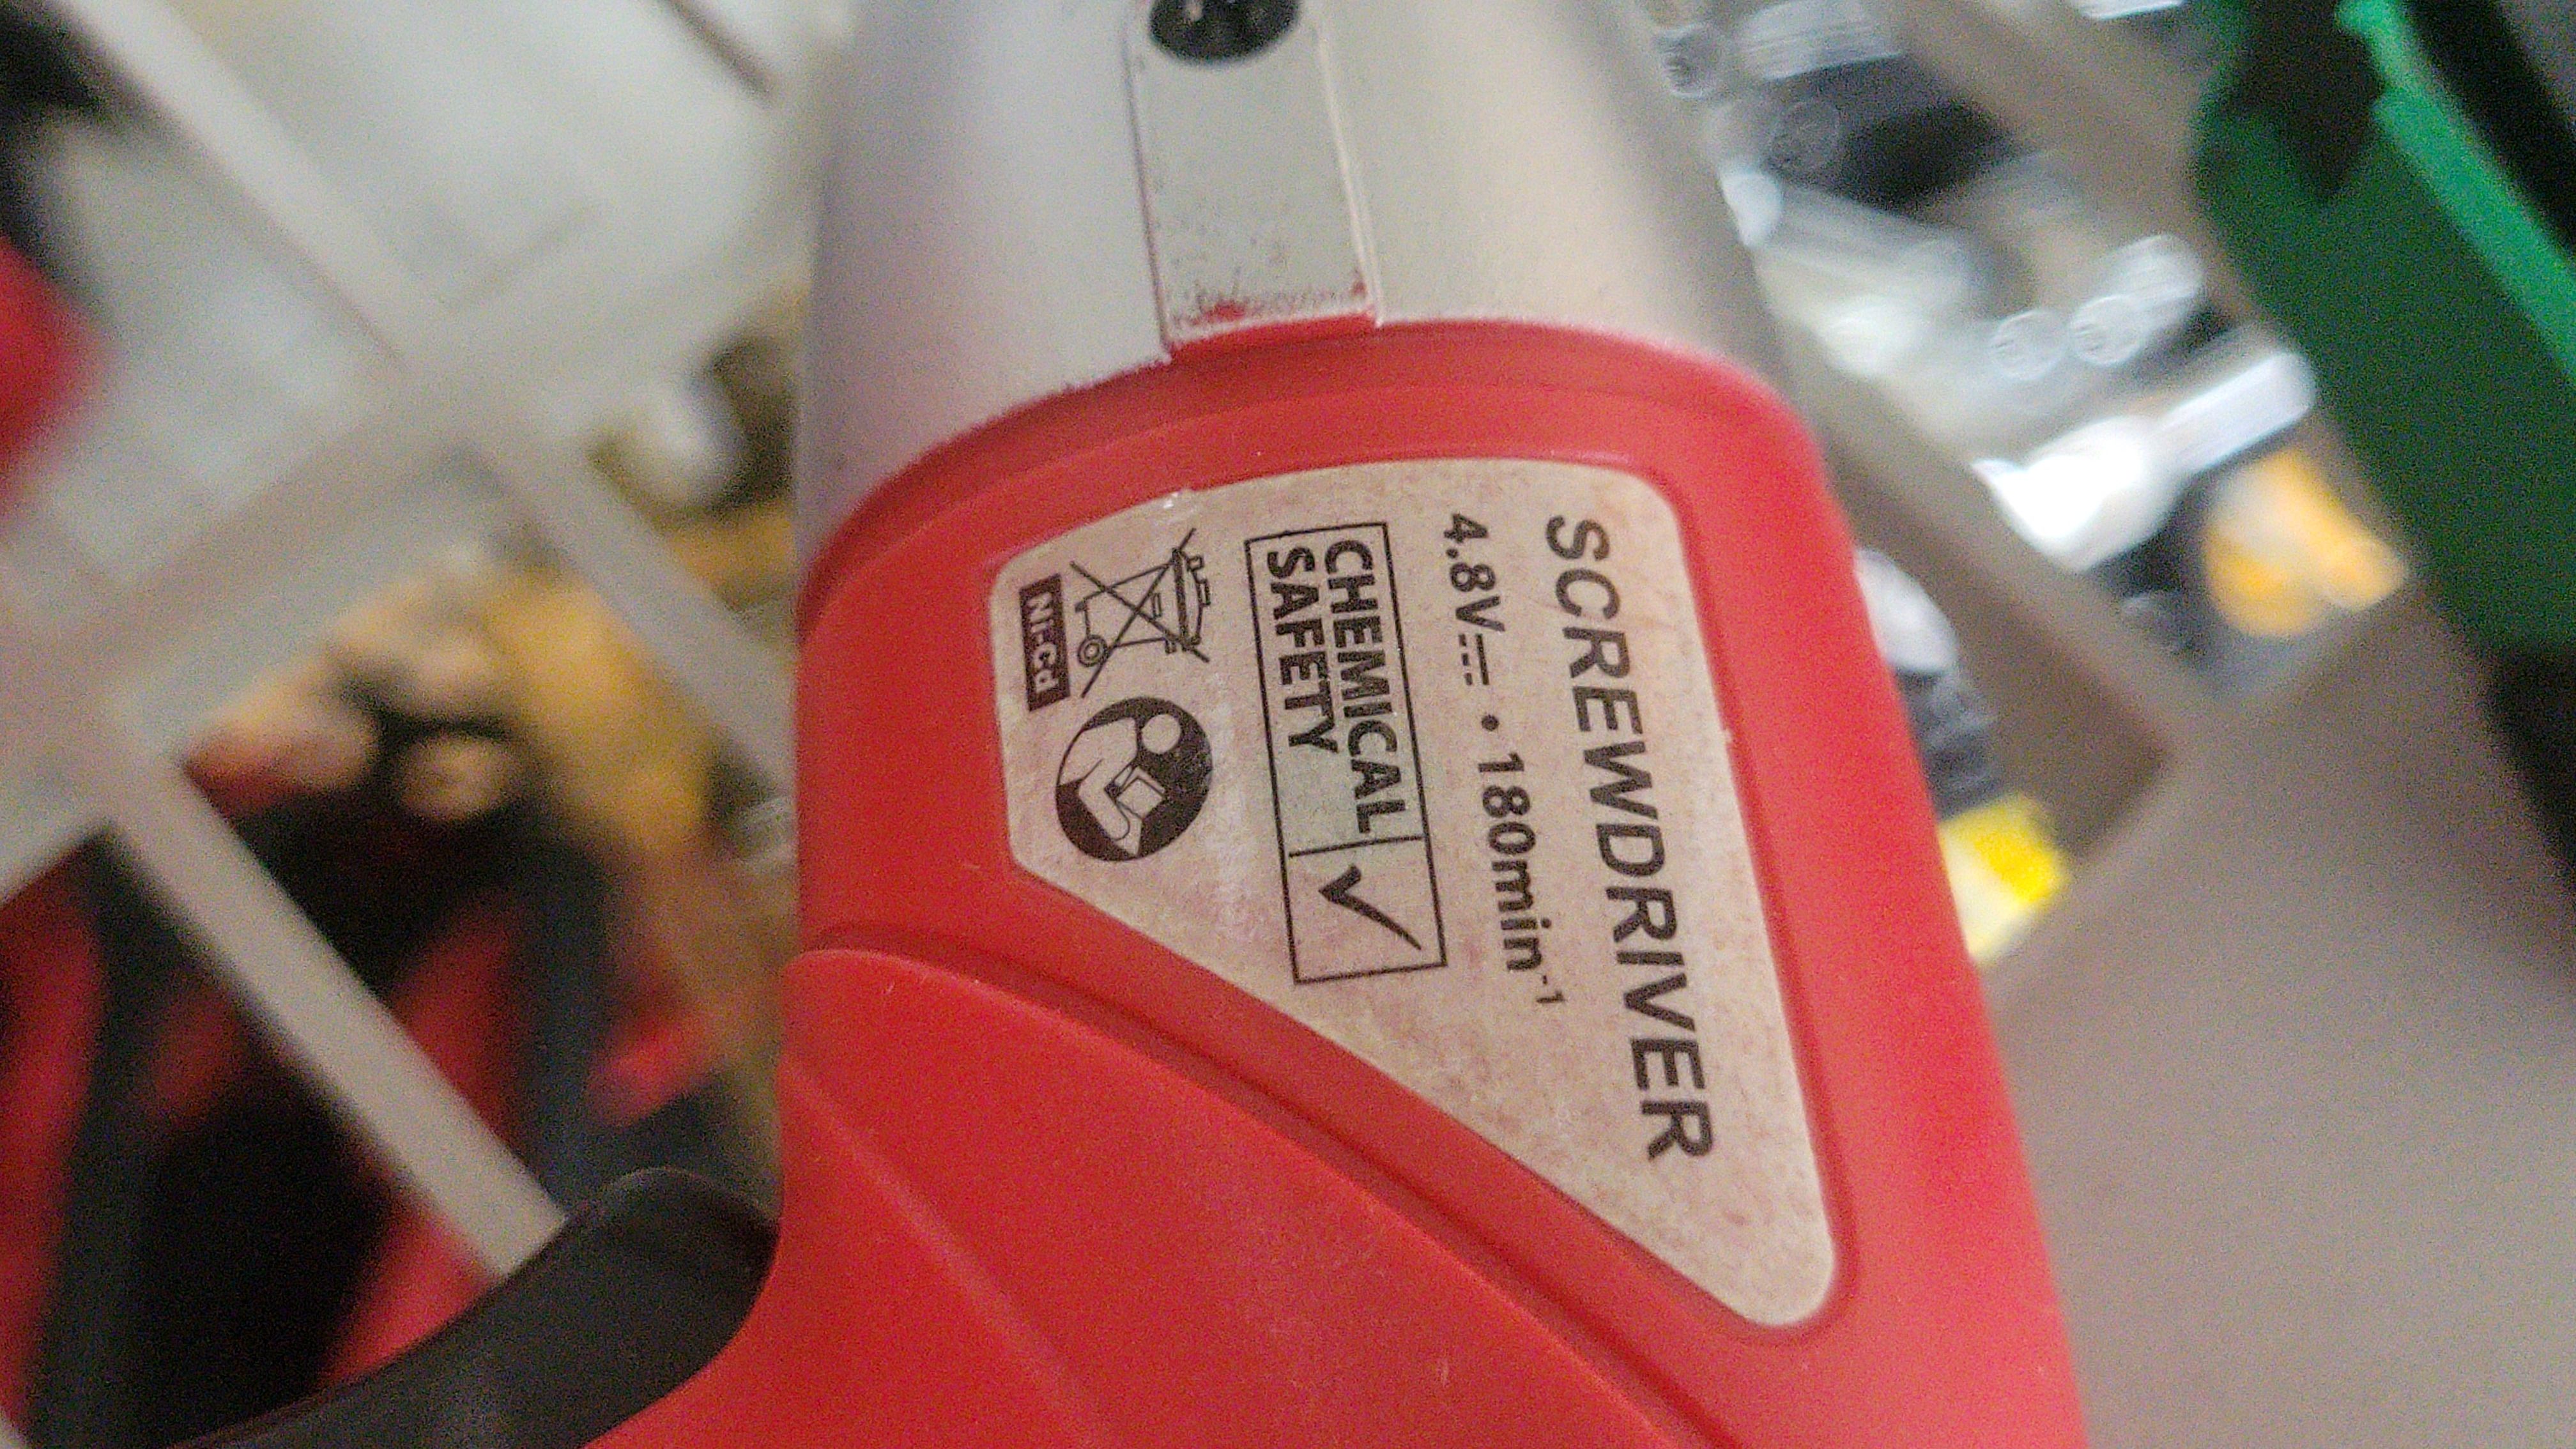 SCREWDRIVER
4.8V⎓ • 180min⁻¹
CHEMICAL
SAFETY ✓
Ni-Cd